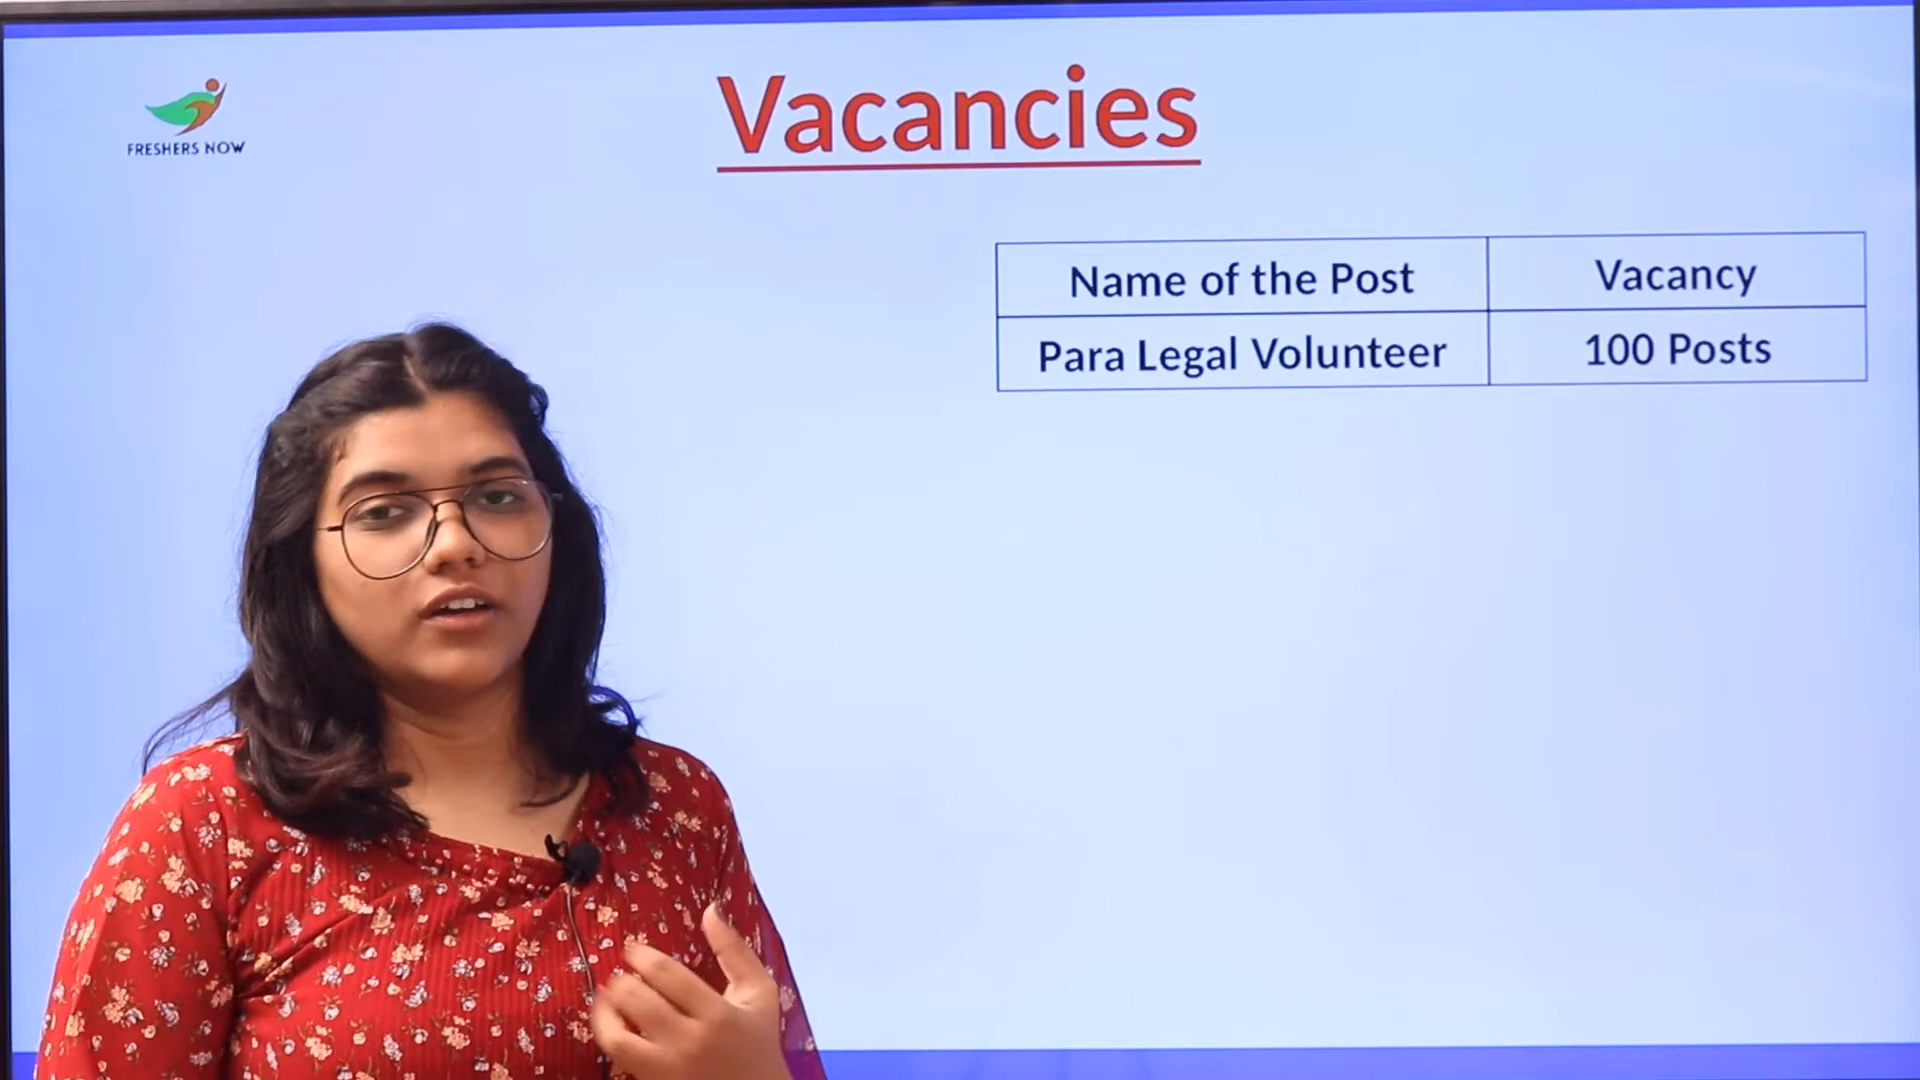 FRESHERS NOW
Vacancies
Name of the Post Vacancy
Para Legal Volunteer 100 Posts